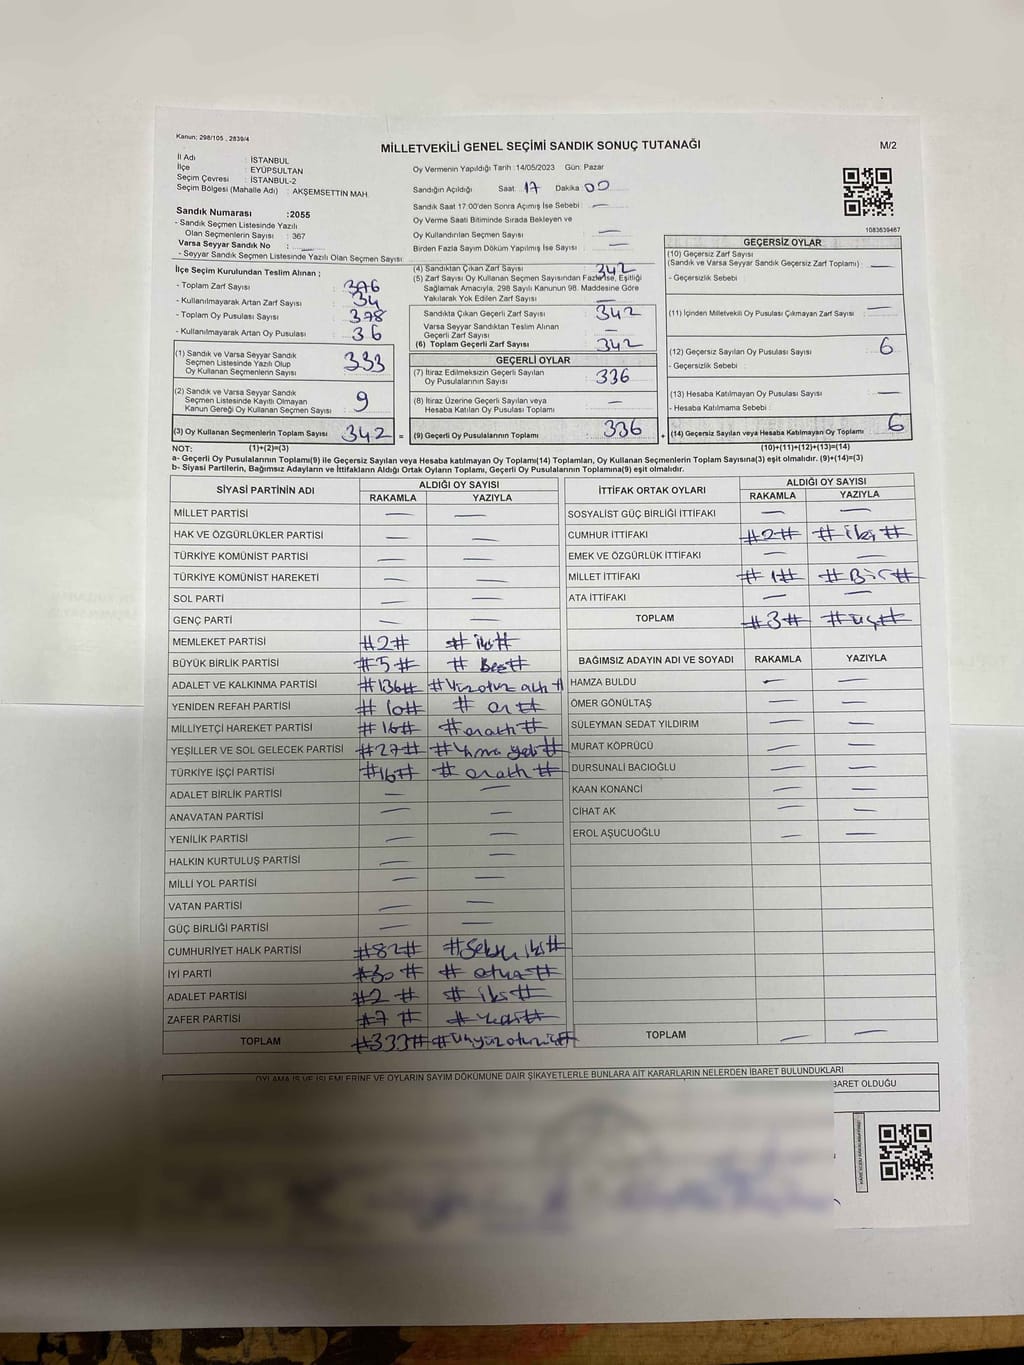 Kanun; 298/105 , 2839/4
MİLLETVEKİLİ GENEL SEÇİMİ SANDIK SONUÇ TUTANAĞI
M/2
İl Adı : İSTANBUL
İlçe : EYÜPSULTAN
Seçim Çevresi : İSTANBUL-2
Seçim Bölgesi (Mahalle Adı) : AKŞEMSETTİN MAH.
Sandık Numarası :2055
- Sandık Seçmen Listesinde Yazılı
Olan Seçmenlerin Sayısı : 367
Varsa Seyyar Sandık No :
- Seyyar Sandık Seçmen Listesinde Yazılı Olan Seçmen Sayısı:
Oy Vermenin Yapıldığı Tarih :14/05/2023 Gün: Pazar
Sandığın Açıldığı Saat: 17 Dakika 00
Sandık Saat 17.00'den Sonra Açımış İse Sebebi : —
Oy Verme Saati Bitiminde Sırada Bekleyen ve
Oy Kullandırılan Seçmen Sayısı : —
Birden Fazla Sayım Döküm Yapılmış İse Sayısı : —
1083639467
İlçe Seçim Kurulundan Teslim Alınan ;
- Toplam Zarf Sayısı : 376
- Kullanılmayarak Artan Zarf Sayısı : 34
- Toplam Oy Pusulası Sayısı : 378
- Kullanılmayarak Artan Oy Pusulası : 36
(1) Sandık ve Varsa Seyyar Sandık
Seçmen Listesinde Yazılı Olup
Oy Kullanan Seçmenlerin Sayısı : 333
(2) Sandık ve Varsa Seyyar Sandık
Seçmen Listesinde Kayıtlı Olmayan
Kanun Gereği Oy Kullanan Seçmen Sayısı : 9
(3) Oy Kullanan Seçmenlerin Toplam Sayısı : 342
(4) Sandıktan Çıkan Zarf Sayısı : 342
(5) Zarf Sayısı Oy Kullanan Seçmen Sayısından Fazla İse, Eşitliği
Sağlamak Amacıyla, 298 Sayılı Kanunun 98. Maddesine Göre
Yakılarak Yok Edilen Zarf Sayısı : —
Sandıkta Çıkan Geçerli Zarf Sayısı : 342
Varsa Seyyar Sandıktan Teslim Alınan
Geçerli Zarf Sayısı : —
(6) Toplam Geçerli Zarf Sayısı : 342
GEÇERLİ OYLAR
(7) İtiraz Edilmeksizin Geçerli Sayılan
Oy Pusulalarının Sayısı : 336
(8) İtiraz Üzerine Geçerli Sayılan veya
Hesaba Katılan Oy Pusulası Toplamı : —
= (9) Geçerli Oy Pusulalarının Toplamı : 336
GEÇERSİZ OYLAR
(10) Geçersiz Zarf Sayısı
(Sandık ve Varsa Seyyar Sandık Geçersiz Zarf Toplamı) : —
- Geçersizlik Sebebi :
(11) İçinden Milletvekili Oy Pusulası Çıkmayan Zarf Sayısı : —
(12) Geçersiz Sayılan Oy Pusulası Sayısı : 6
- Geçersizlik Sebebi :
(13) Hesaba Katılmayan Oy Pusulası Sayısı : —
- Hesaba Katılmama Sebebi :
+ (14) Geçersiz Sayılan veya Hesaba Katılmayan Oy Toplamı : 6
NOT: (1)+(2)=(3) (10)+(11)+(12)+(13)=(14)
a- Geçerli Oy Pusulalarının Toplamı(9) ile Geçersiz Sayılan veya Hesaba katılmayan Oy Toplamı(14) Toplamları, Oy Kullanan Seçmenlerin Toplam Sayısına(3) eşit olmalıdır. (9)+(14)=(3)
b- Siyasi Partilerin, Bağımsız Adayların ve İttifakların Aldığı Ortak Oyların Toplamı, Geçerli Oy Pusulalarının Toplamına(9) eşit olmalıdır.
SİYASİ PARTİNİN ADI ALDIĞI OY SAYISI
RAKAMLA YAZIYLA
MİLLET PARTİSİ — —
HAK VE ÖZGÜRLÜKLER PARTİSİ — —
TÜRKİYE KOMÜNİST PARTİSİ — —
TÜRKİYE KOMÜNİST HAREKETİ — —
SOL PARTİ — —
GENÇ PARTİ — —
MEMLEKET PARTİSİ #2# # iki #
BÜYÜK BİRLİK PARTİSİ #5# # Beş #
ADALET VE KALKINMA PARTİSİ #136# # Yüzotuz altı #
YENİDEN REFAH PARTİSİ #10# # on #
MİLLİYETÇİ HAREKET PARTİSİ #16# # onaltı #
YEŞİLLER VE SOL GELECEK PARTİSİ #27# # Yirmi yedi #
TÜRKİYE İŞÇİ PARTİSİ #16# # onaltı #
ADALET BİRLİK PARTİSİ — —
ANAVATAN PARTİSİ — —
YENİLİK PARTİSİ — —
HALKIN KURTULUŞ PARTİSİ — —
MİLLİ YOL PARTİSİ — —
VATAN PARTİSİ — —
GÜÇ BİRLİĞİ PARTİSİ — —
CUMHURİYET HALK PARTİSİ #82# # Seksen iki #
İYİ PARTİ #30# # otuz #
ADALET PARTİSİ #2# # iki #
ZAFER PARTİSİ #7# # Yedi #
TOPLAM #333# # Üçyüzotuzüç #
İTTİFAK ORTAK OYLARI ALDIĞI OY SAYISI
RAKAMLA YAZIYLA
SOSYALİST GÜÇ BİRLİĞİ İTTİFAKI — —
CUMHUR İTTİFAKI #2# # iki #
EMEK VE ÖZGÜRLÜK İTTİFAKI — —
MİLLET İTTİFAKI #1# # Bir #
ATA İTTİFAKI — —
TOPLAM #3# # üç #
BAĞIMSIZ ADAYIN ADI VE SOYADI RAKAMLA YAZIYLA
HAMZA BULDU — —
ÖMER GÖNÜLTAŞ — —
SÜLEYMAN SEDAT YILDIRIM — —
MURAT KÖPRÜCÜ — —
DURSUNALİ BACIOĞLU — —
KAAN KONANCİ — —
CİHAT AK — —
EROL AŞUCUOĞLU — —
TOPLAM — —
OYLAMA İŞ VE İŞLEMLERİNE VE OYLARIN SAYIM DÖKÜMÜNE DAİR ŞİKAYETLERLE BUNLARA AİT KARARLARIN NELERDEN İBARET BULUNDUKLARI
BARET OLDUĞU